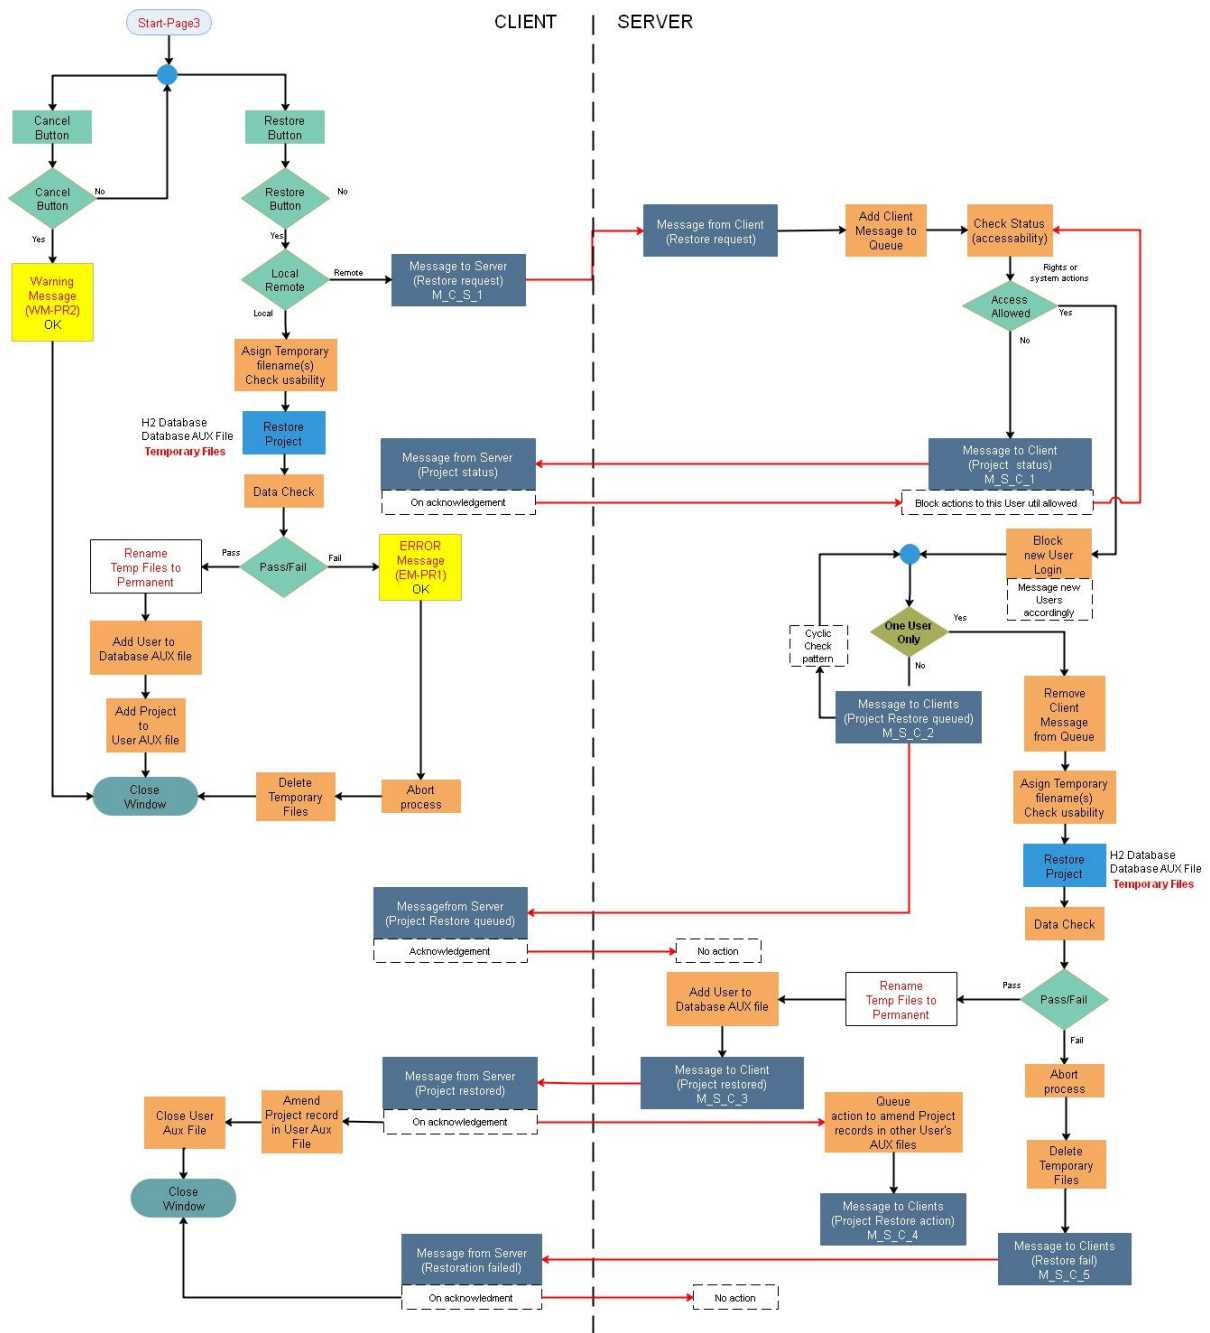 CLIENT
SERVER
Start-Page3
Cancel
Button
Restore
Button
Cancel
Button
No
Yes
Restore
Button
No
Yes
Warning
Message
(WM-PR2)
OK
Local
Remote
Remote
Local
Message to Server
(Restore request)
M_C_S_1
Message from Client
(Restore request)
Add Client
Message to
Queue
Check Status
(accessability)
Rights or
system actions
Access
Allowed
Yes
No
Asign Temporary
filename(s)
Check usability
H2 Database
Database AUX File
Temporary Files
Restore
Project
Data Check
Message from Server
(Project status)
On acknowledgement
Message to Client
(Project status)
M_S_C_1
Block actions to this User util allowed
Pass/Fail
Pass
Fail
Rename
Temp Files to
Permanent
ERROR
Message
(EM-PR1)
OK
Add User to
Database AUX file
Add Project
to
User AUX file
Close
Window
Delete
Temporary
Files
Abort
process
Block
new User
Login
Message new
Users
accordingly
Cyclic
Check
pattern
One User
Only
Yes
No
Message to Clients
(Project Restore queued)
M_S_C_2
Remove
Client
Message
from Queue
Asign Temporary
filename(s)
Check usability
Restore
Project
H2 Database
Database AUX File
Temporary Files
Data Check
Messagefrom Server
(Project Restore queued)
Acknowledgement
No action
Pass/Fail
Pass
Fail
Rename
Temp Files to
Permanent
Add User to
Database AUX file
Message to Client
(Project restored)
M_S_C_3
Message from Server
(Project restored)
On acknowledgement
Amend
Project record
in User Aux
File
Close User
Aux File
Close
Window
Queue
action to amend Project
records in other User's
AUX files
Message to Clients
(Project Restore action)
M_S_C_4
Abort
process
Delete
Temporary
Files
Message to Clients
(Restore fail)
M_S_C_5
Message from Server
(Restoration failedl)
On acknowledment
No action